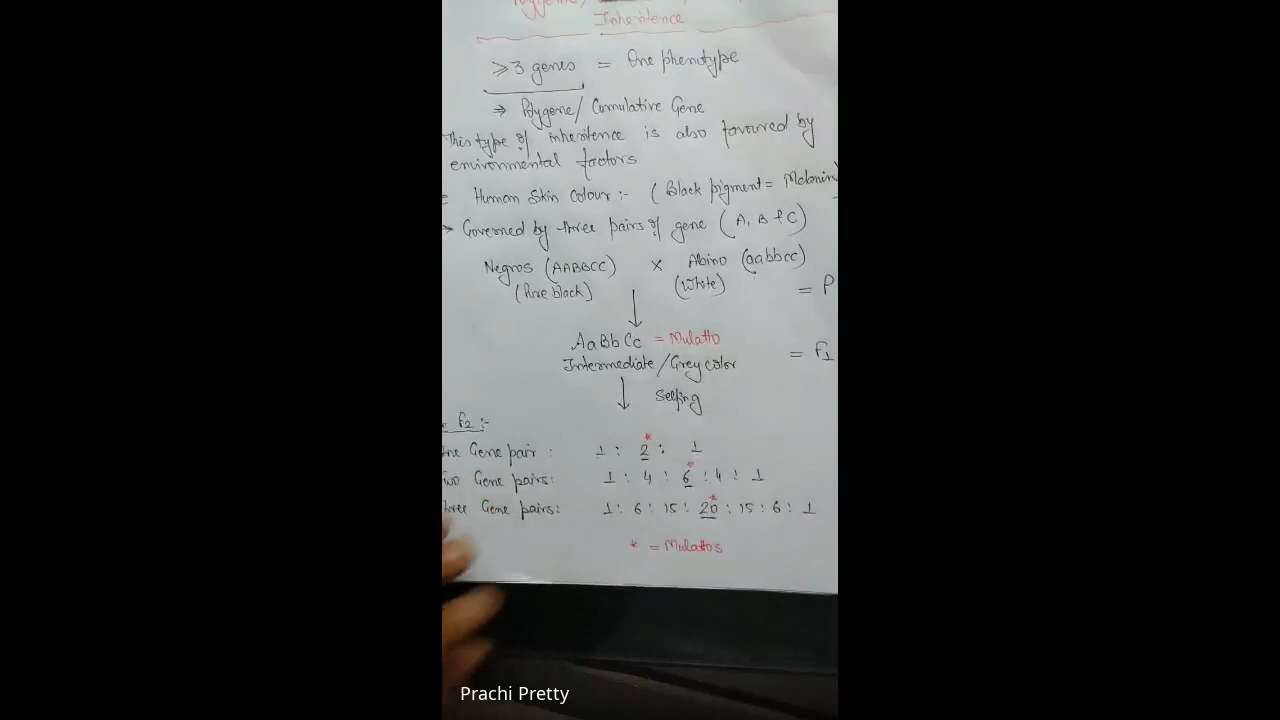 Inheritence
≥3 genes = One phenotype
⇒ Polygene/ Cumulative Gene
This type of inheritence is also favoured by
environmental factors.
Human Skin Colour :- (Black pigment = Melanin)
→ Governed by three pairs of gene (A, B & C)
Negros (AABBCC) × Albino (aabbcc)
(Pure black) (White) = P
AaBbCc = Mulatto
Intermediate/Grey color = F1
Selfing
F2 :-
One Gene pair : 1 : 2* : 1
Two Gene pairs: 1 : 4 : 6* : 4 : 1
Three Gene pairs: 1 : 6 : 15 : 20* : 15 : 6 : 1
* = Mulattos
Prachi Pretty